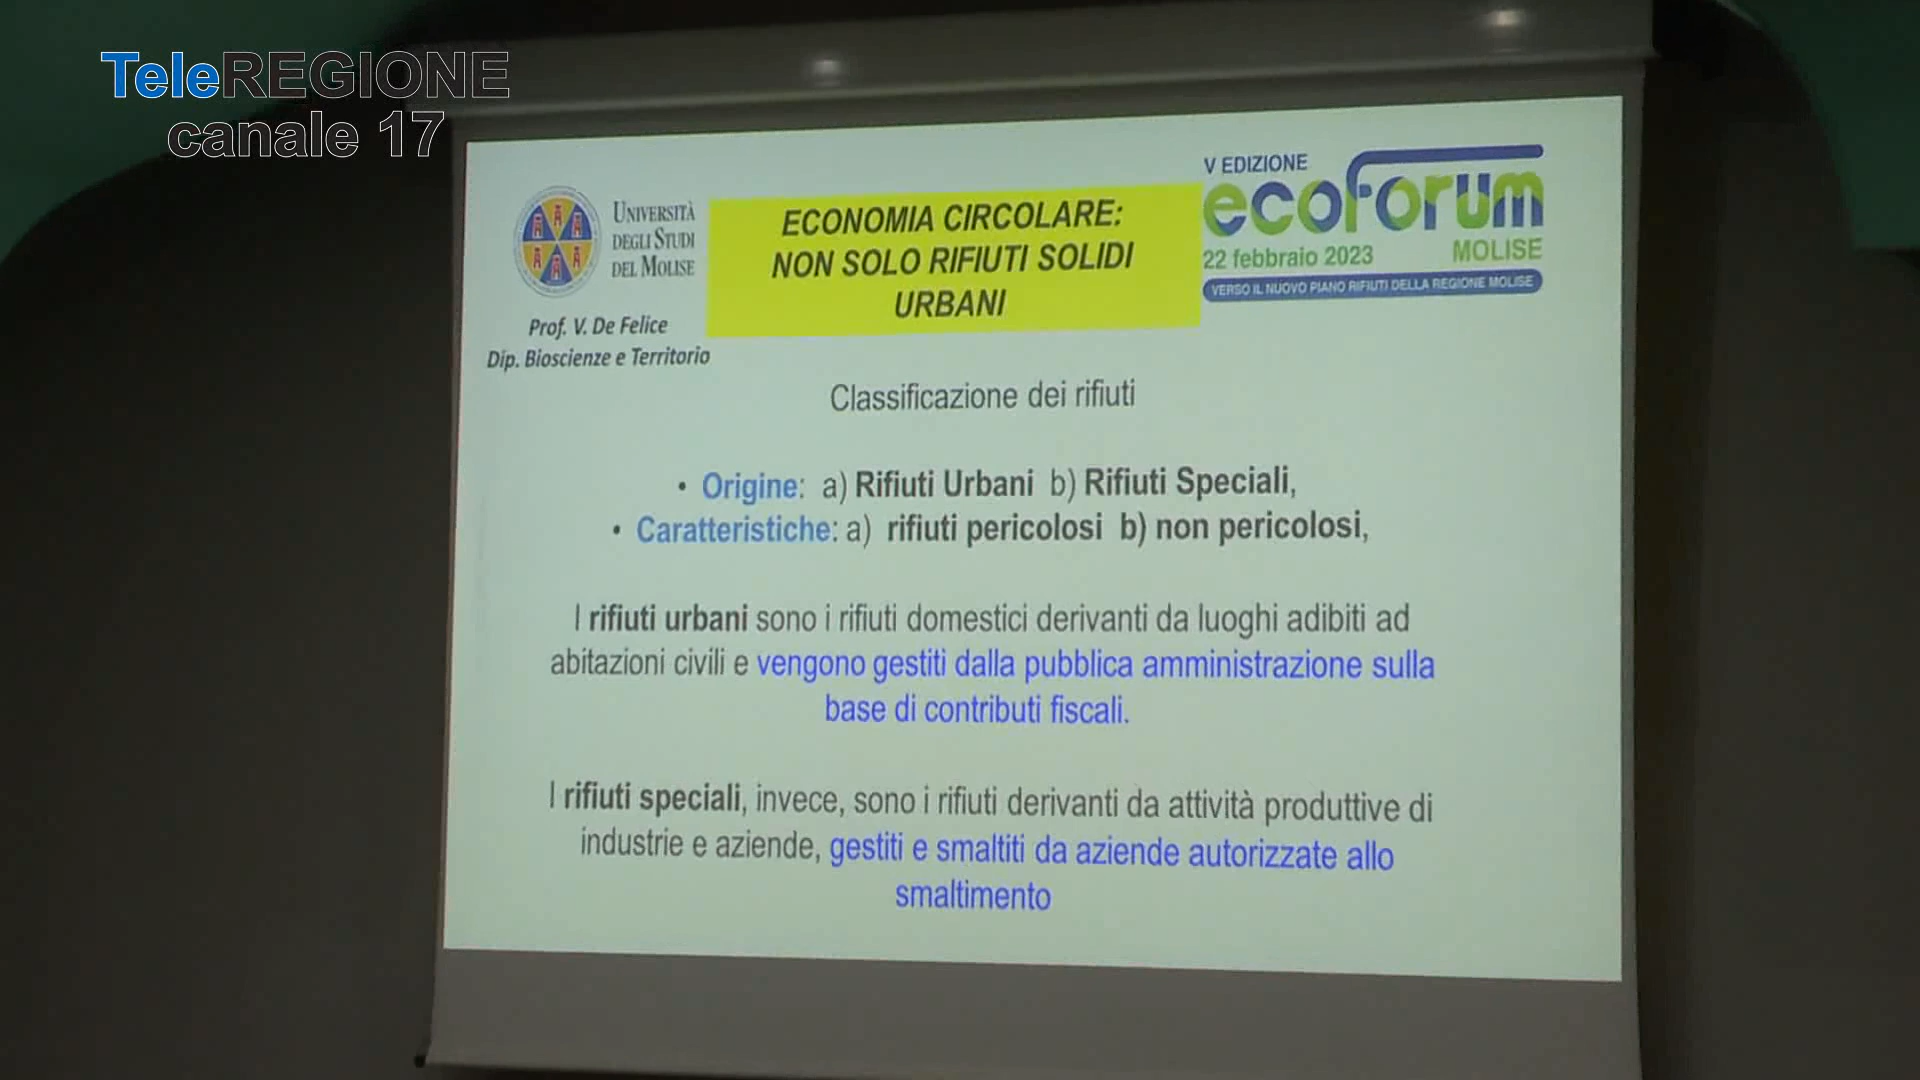 TeleREGIONE
canale 17
UNIVERSITÀ
DEGLI STUDI
DEL MOLISE
Prof. V. De Felice
Dip. Bioscienze e Territorio
ECONOMIA CIRCOLARE:
NON SOLO RIFIUTI SOLIDI
URBANI
V EDIZIONE
ecoforum
22 febbraio 2023 MOLISE
VERSO IL NUOVO PIANO RIFIUTI DELLA REGIONE MOLISE
Classificazione dei rifiuti
• Origine: a) Rifiuti Urbani b) Rifiuti Speciali,
• Caratteristiche: a) rifiuti pericolosi b) non pericolosi,
I rifiuti urbani sono i rifiuti domestici derivanti da luoghi adibiti ad
abitazioni civili e vengono gestiti dalla pubblica amministrazione sulla
base di contributi fiscali.
I rifiuti speciali, invece, sono i rifiuti derivanti da attività produttive di
industrie e aziende, gestiti e smaltiti da aziende autorizzate allo
smaltimento